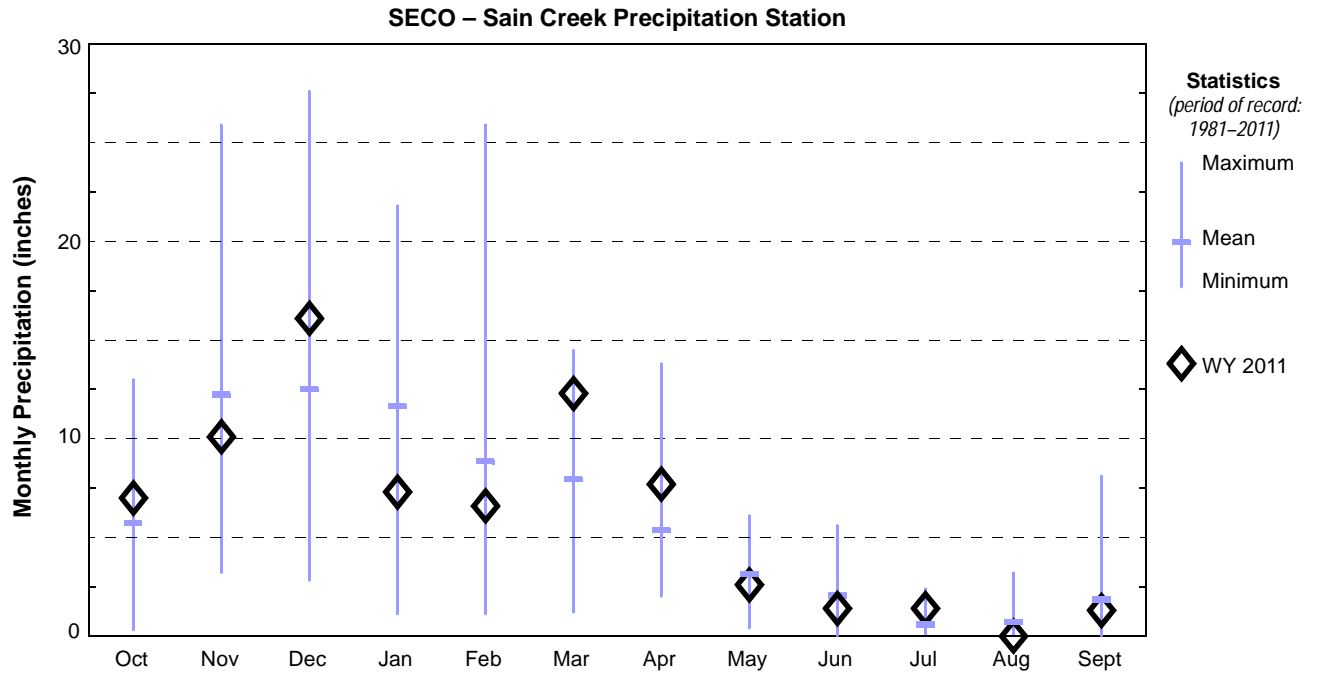 SECO – Sain Creek Precipitation Station
Monthly Precipitation (inches)
30
20
10
0
Oct Nov Dec Jan Feb Mar Apr May Jun Jul Aug Sept
Statistics
(period of record:
1981–2011)
Maximum
Mean
Minimum
WY 2011